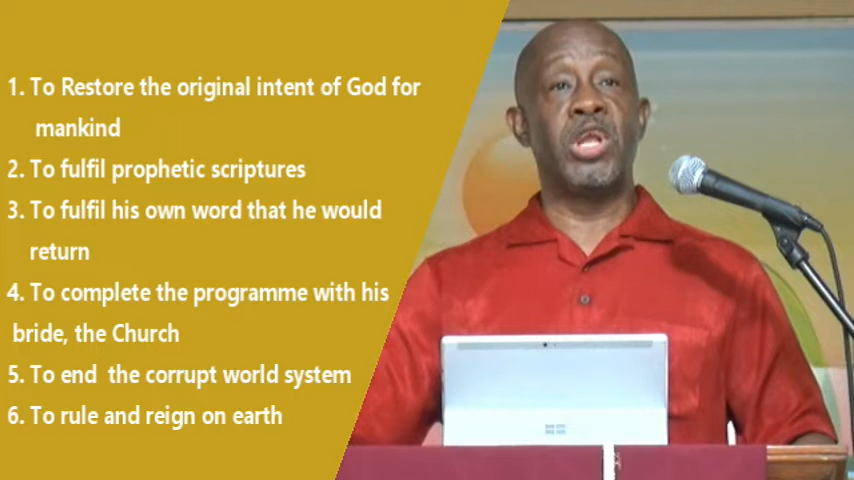 1. To Restore the original intent of God for
mankind
2. To fulfil prophetic scriptures
3. To fulfil his own word that he would
return
4. To complete the programme with his
bride, the Church
5. To end  the corrupt world system
6. To rule and reign on earth